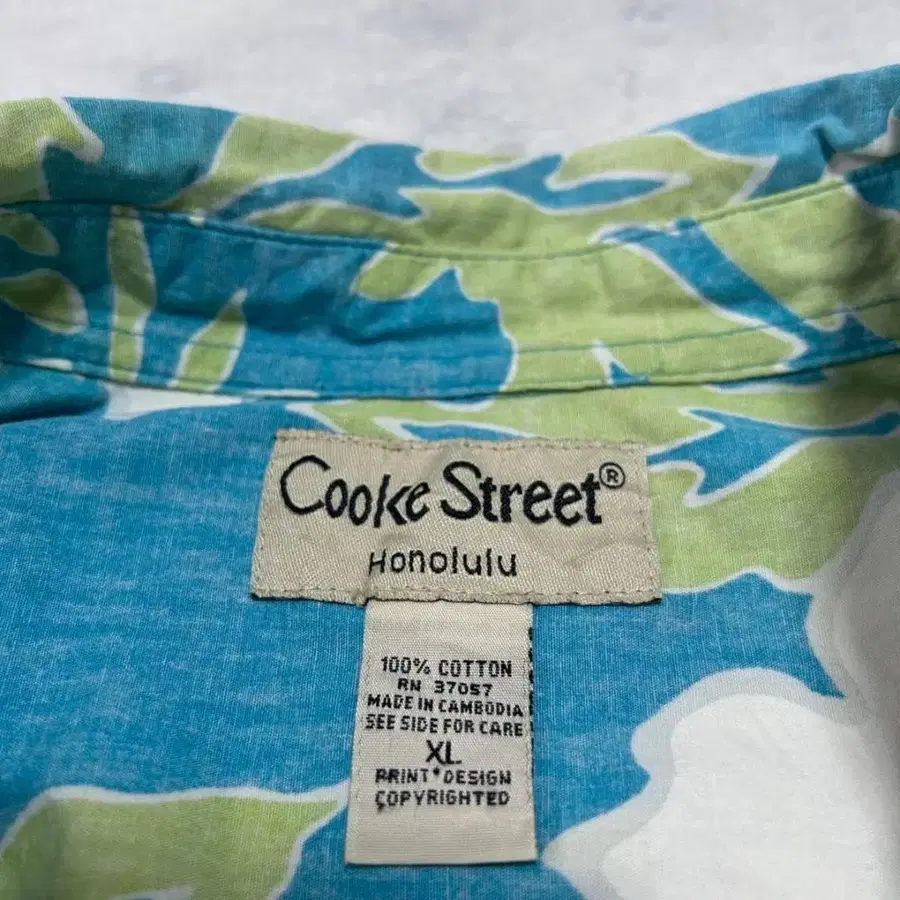 Cooke Street®
Honolulu
100% COTTON
RN 37057
MADE IN CAMBODIA
SEE SIDE FOR CARE
XL
PRINT • DESIGN
COPYRIGHTED